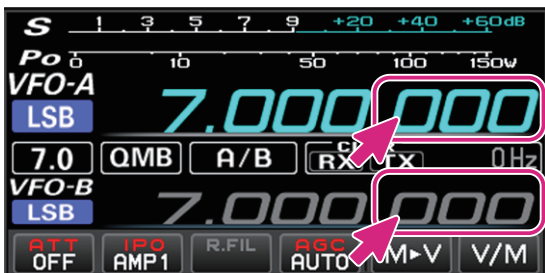 S 1 . 3 . 5 . 7 . 9 +20 +40 +60dB
Po 0 10 50 100 150W
VFO-A
LSB 7.000.000
7.0 QMB A/B RX TX 0Hz
VFO-B
LSB 7.000.000
ATT IPO R.FIL AGC
OFF AMP1 AUTO M▸V V/M